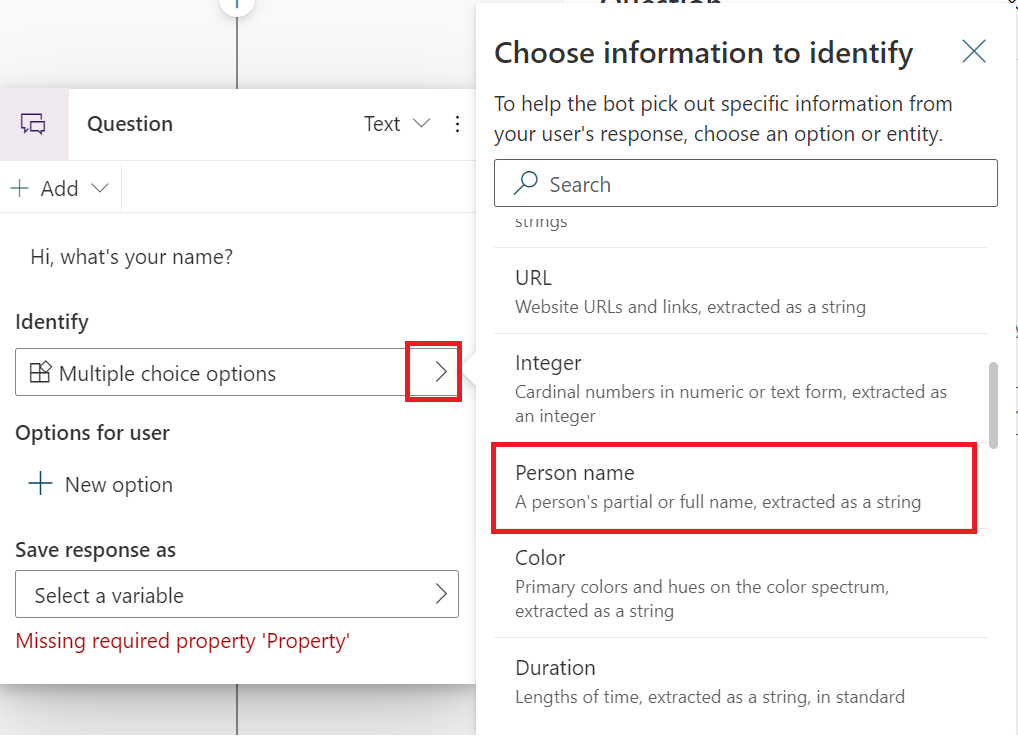 Question
Text
Add
Hi, what's your name?
Identify
Multiple choice options
Options for user
New option
Save response as
Select a variable
Missing required property 'Property'
Choose information to identify
To help the bot pick out specific information from
your user's response, choose an option or entity.
Search
strings
URL
Website URLs and links, extracted as a string
Integer
Cardinal numbers in numeric or text form, extracted as
an integer
Person name
A person's partial or full name, extracted as a string
Color
Primary colors and hues on the color spectrum,
extracted as a string
Duration
Lengths of time, extracted as a string, in standard